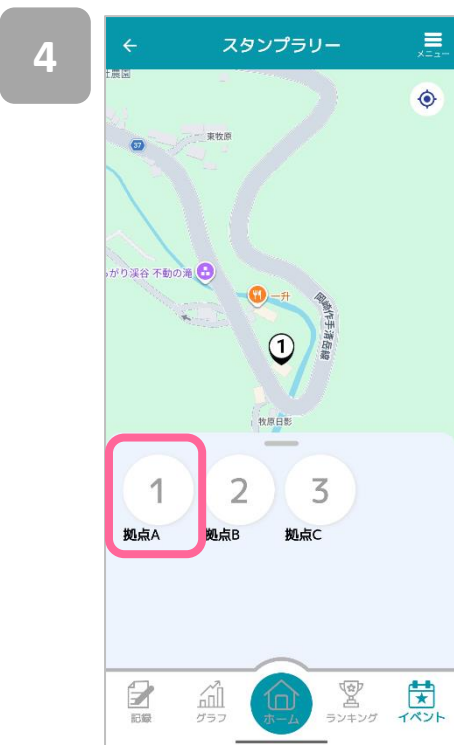 4
スタンプラリー
メニュー
王農園
37
東牧原
がり渓谷 不動の滝
一升
岡崎作手清岳線
1
牧原日影
1
2
3
拠点A
拠点B
拠点C
記録
グラフ
ホーム
ランキング
イベント